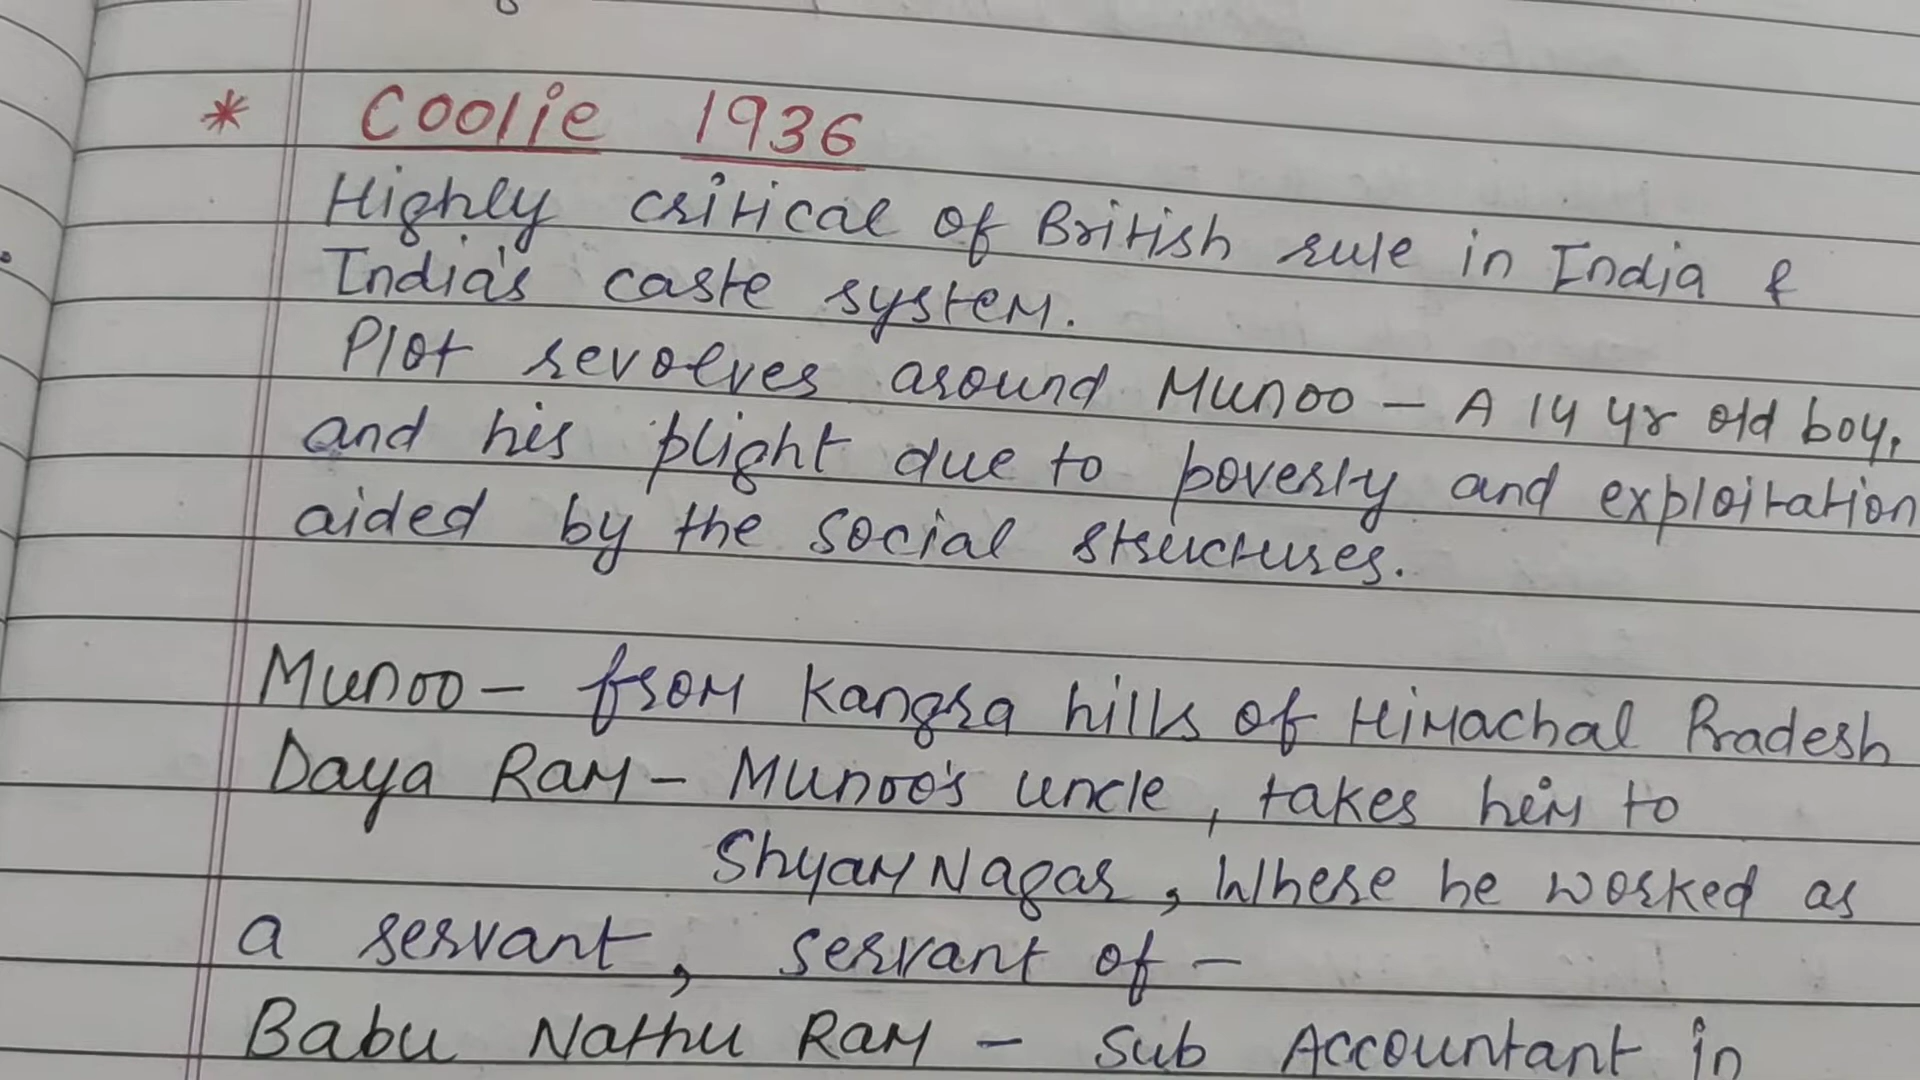 * Coolie 1936
Highly critical of British rule in India &
India's caste system.
Plot revolves around Munoo - A 14 yr old boy,
and his plight due to poverty and exploitation
aided by the social structures.
Munoo - from Kangra hills of Himachal Pradesh
Daya Ram - Munoo's uncle, takes him to
Shyam Nagar, Where he worked as
a servant, servant of -
Babu Nathu Ram - Sub Accountant in